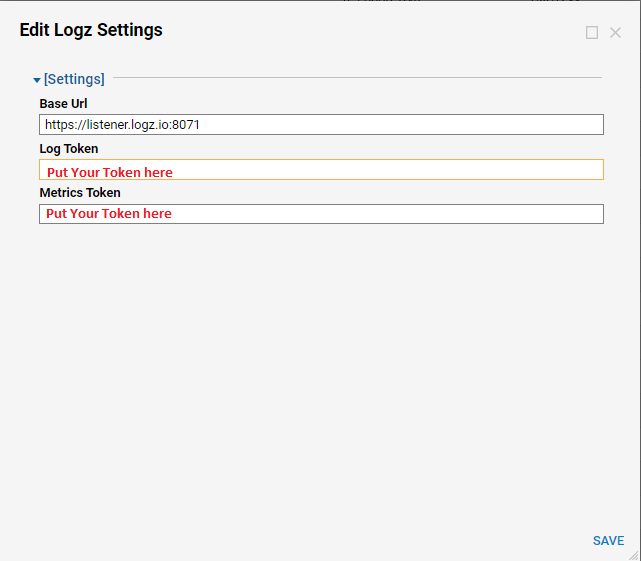 Edit Logz Settings
[Settings]
Base Url
https://listener.logz.io:8071
Log Token
Put Your Token here
Metrics Token
Put Your Token here
SAVE